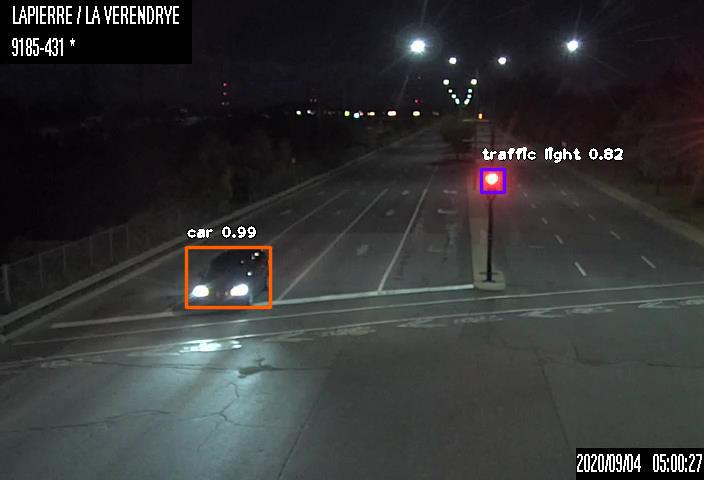 LAPIERRE / LA VERENDRYE
9185-431 *
traffic light 0.82
car 0.99
2020/09/04 05:00:27